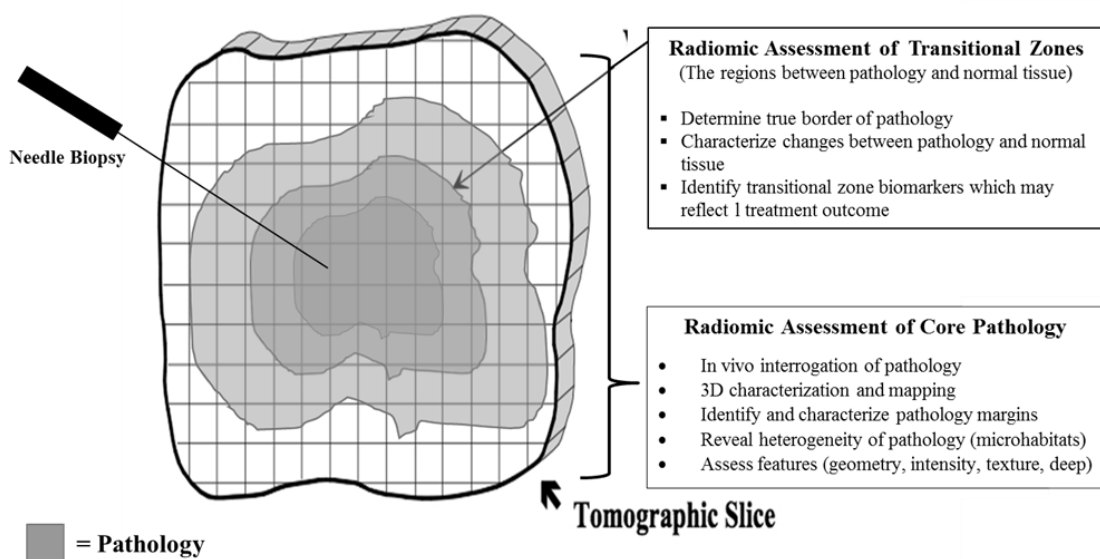 Needle Biopsy
Radiomic Assessment of Transitional Zones
(The regions between pathology and normal tissue)
▪ Determine true border of pathology
▪ Characterize changes between pathology and normal
tissue
▪ Identify transitional zone biomarkers which may
reflect l treatment outcome
Radiomic Assessment of Core Pathology
• In vivo interrogation of pathology
• 3D characterization and mapping
• Identify and characterize pathology margins
• Reveal heterogeneity of pathology (microhabitats)
• Assess features (geometry, intensity, texture, deep)
Tomographic Slice
= Pathology